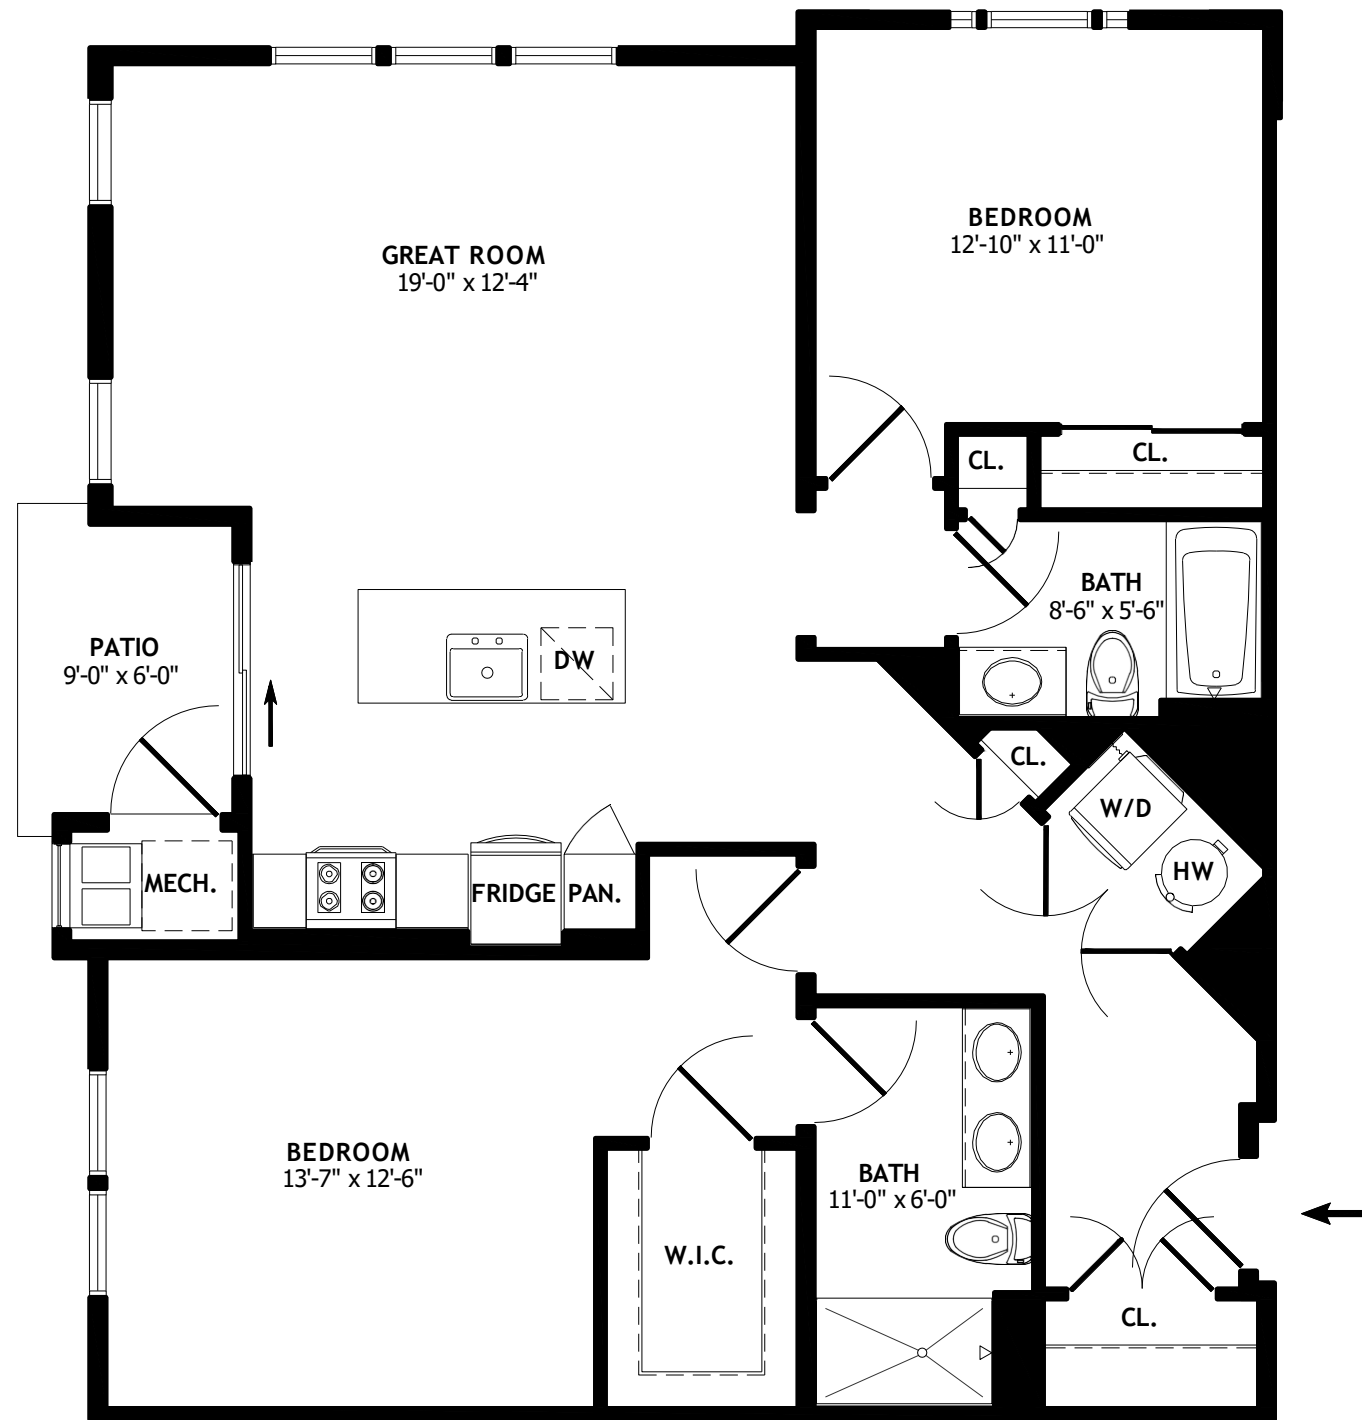 BEDROOM
12'-10" x 11'-0"
GREAT ROOM
19'-0" x 12'-4"
CL.
CL.
BATH
8'-6" x 5'-6"
PATIO
9'-0" x 6'-0"
DW
CL.
W/D
HW
MECH.
FRIDGE
PAN.
BEDROOM
13'-7" x 12'-6"
BATH
11'-0" x 6'-0"
W.I.C.
CL.